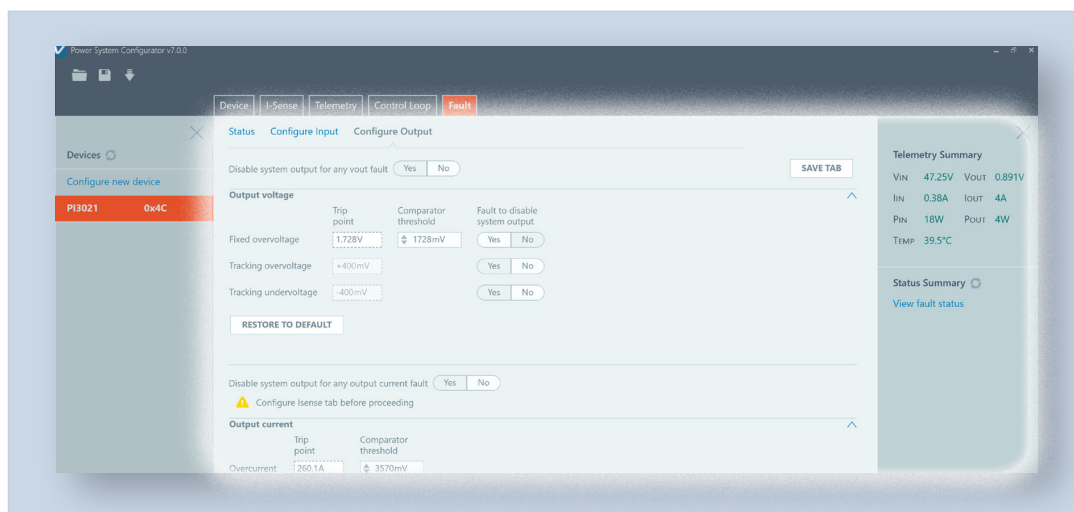 Power System Configurator v7.0.0
Device I-Sense Telemetry Control Loop Fault
Status Configure Input Configure Output
Devices
Configure new device
PI3021 0x4C
Disable system output for any vout fault Yes No
SAVE TAB
Output voltage
Trip point Comparator threshold Fault to disable system output
Fixed overvoltage 1.728V 1728mV Yes No
Tracking overvoltage +400mV Yes No
Tracking undervoltage -400mV Yes No
RESTORE TO DEFAULT
Disable system output for any output current fault Yes No
Configure Isense tab before proceeding
Output current
Trip point Comparator threshold
Overcurrent 260.1A 3570mV
Telemetry Summary
VIN 47.25V VOUT 0.891V
IIN 0.38A IOUT 4A
PIN 18W POUT 4W
TEMP 39.5°C
Status Summary
View fault status